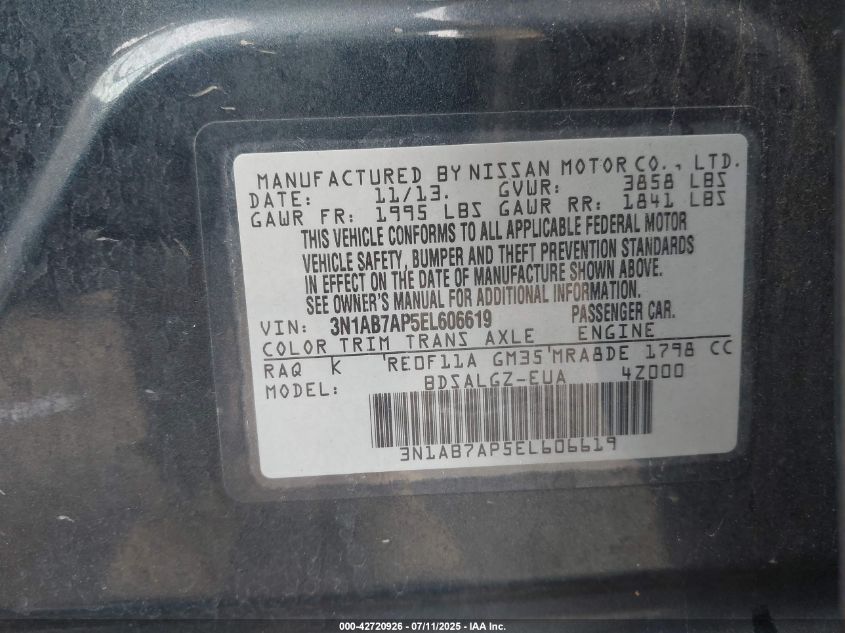 MANUFACTURED BY NISSAN MOTOR CO., LTD.
DATE: 11/13. GVWR: 3858 LBS
GAWR FR: 1995 LBS GAWR RR: 1841 LBS
THIS VEHICLE CONFORMS TO ALL APPLICABLE FEDERAL MOTOR
VEHICLE SAFETY, BUMPER AND THEFT PREVENTION STANDARDS
IN EFFECT ON THE DATE OF MANUFACTURE SHOWN ABOVE.
SEE OWNER'S MANUAL FOR ADDITIONAL INFORMATION.
VIN: 3N1AB7AP5EL606619 PASSENGER CAR.
COLOR TRIM TRANS AXLE ENGINE
RAQ K 'RE0F11A GM35'MRA8DE 1798 CC
MODEL: BDSALGZ-EUA 4Z000
3N1AB7AP5EL606619
000-42720926 - 07/11/2025 - IAA Inc.